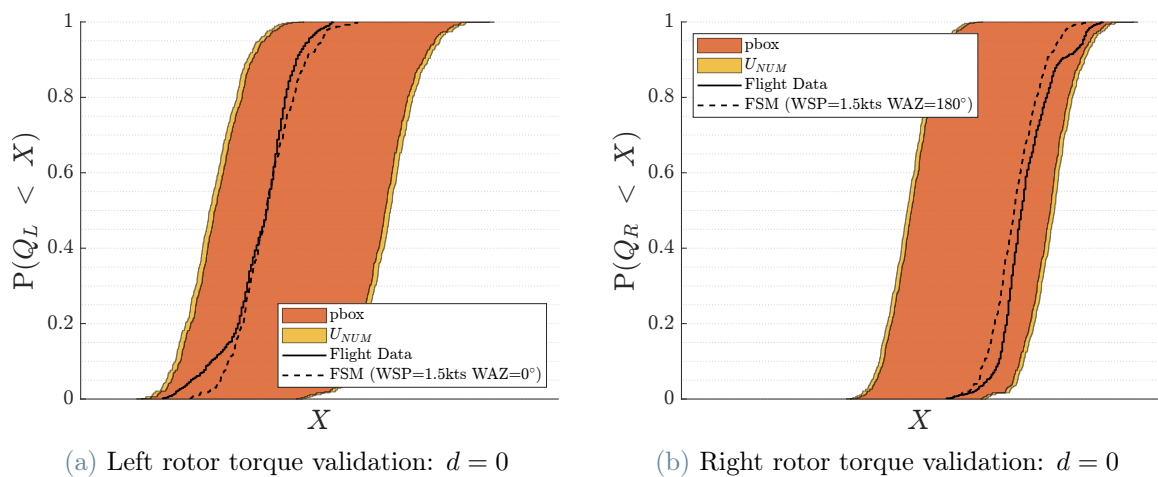 1
0.8
0.6
0.4
0.2
0
P(Q_L < X)
X
pbox
U_NUM
Flight Data
FSM (WSP=1.5kts WAZ=0°)
(a) Left rotor torque validation: d = 0
1
0.8
0.6
0.4
0.2
0
P(Q_R < X)
X
pbox
U_NUM
Flight Data
FSM (WSP=1.5kts WAZ=180°)
(b) Right rotor torque validation: d = 0